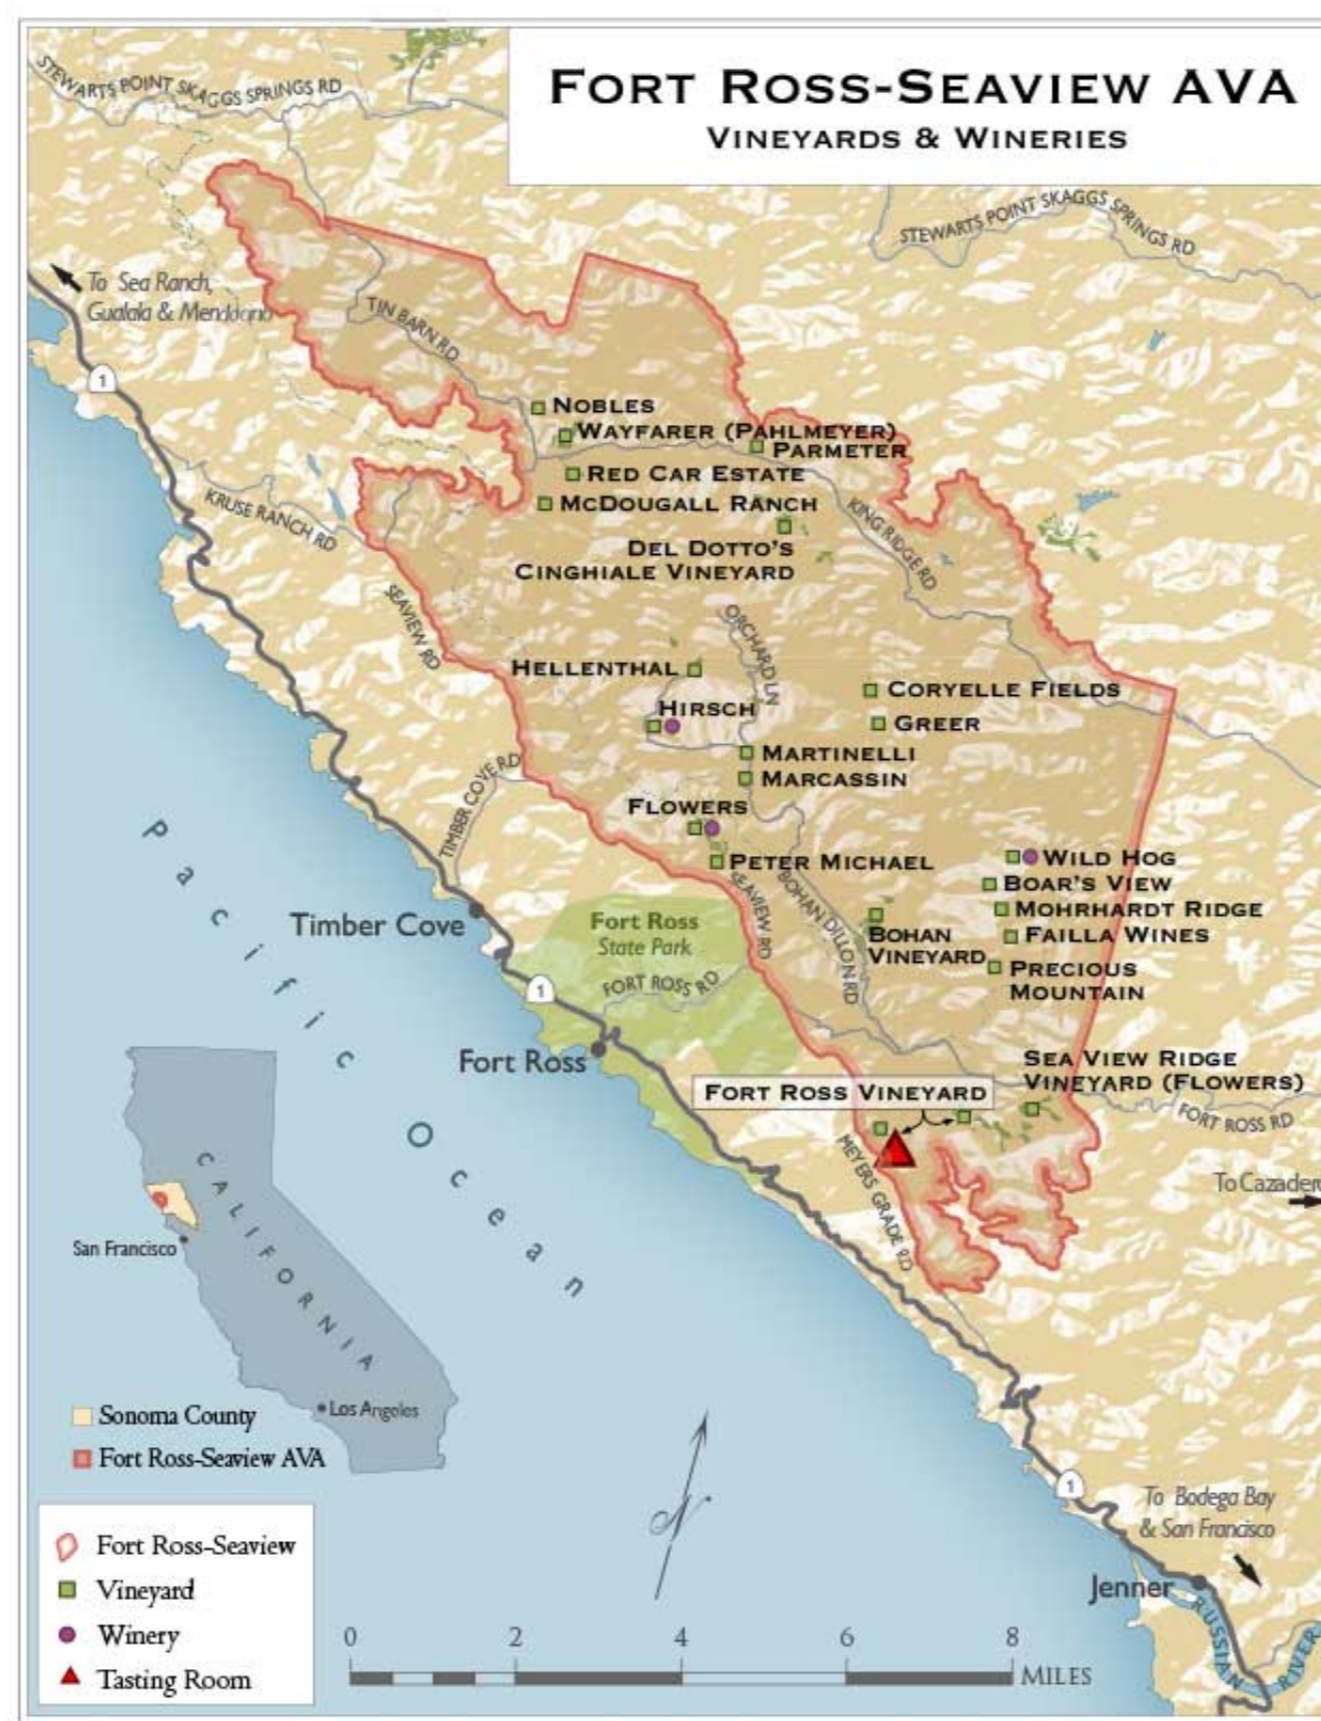 FORT ROSS-SEAVIEW AVA
VINEYARDS & WINERIES
STEWARTS POINT SKAGGS SPRINGS RD
STEWARTS POINT SKAGGS SPRINGS RD
To Sea Ranch,
Gualala & Mendocino
1
TIN BARN RD
NOBLES
WAYFARER (PAHLMEYER)
PARMETER
RED CAR ESTATE
MCDOUGALL RANCH
KRUSE RANCH RD
KING RIDGE RD
DEL DOTTO'S
CINGHIALE VINEYARD
SEAVIEW RD
ORCHARD LN
HELLENTHAL
CORYELLE FIELDS
HIRSCH
GREER
MARTINELLI
MARCASSIN
TIMBER COVE RD
FLOWERS
PETER MICHAEL
WILD HOG
BOAR'S VIEW
MOHRHARDT RIDGE
FAILLA WINES
SEAVIEW RD
BOHAN DILLON RD
BOHAN
VINEYARD
PRECIOUS
MOUNTAIN
Timber Cove
Fort Ross
State Park
FORT ROSS RD
1
Fort Ross
Pacific Ocean
SEA VIEW RIDGE
VINEYARD (FLOWERS)
FORT ROSS VINEYARD
FORT ROSS RD
MEYERS GRADE RD
To Cazadero
CALIFORNIA
San Francisco
Los Angeles
Sonoma County
Fort Ross-Seaview AVA
N
1
To Bodega Bay
& San Francisco
Jenner
RUSSIAN RIVER
Fort Ross-Seaview
Vineyard
Winery
Tasting Room
0 2 4 6 8
MILES